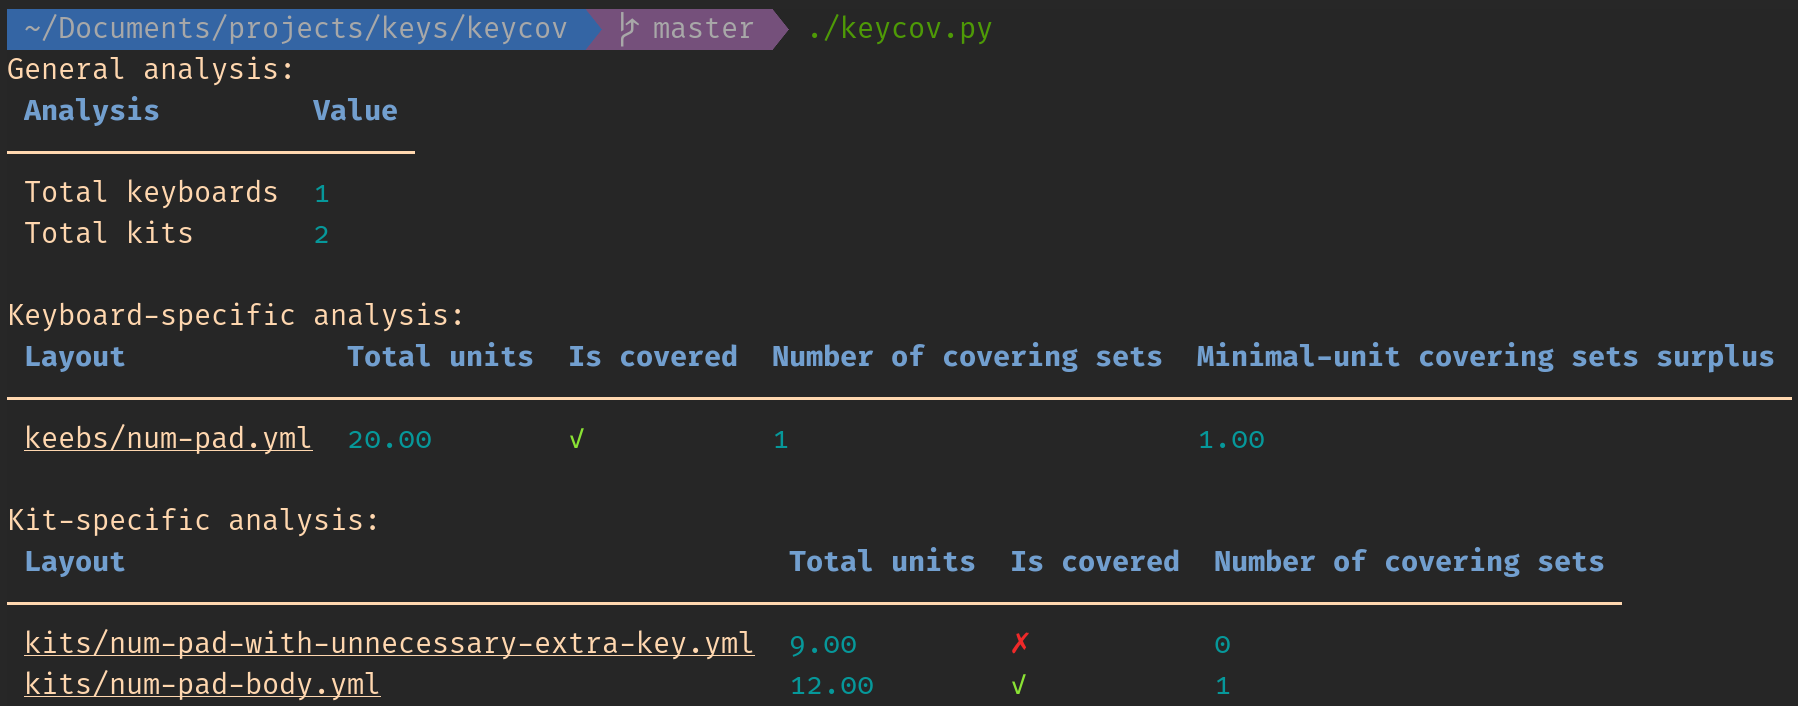 ~/Documents/projects/keys/keycov master ./keycov.py
General analysis:
Analysis Value
Total keyboards 1
Total kits 2
Keyboard-specific analysis:
Layout Total units Is covered Number of covering sets Minimal-unit covering sets surplus
keebs/num-pad.yml 20.00 √ 1 1.00
Kit-specific analysis:
Layout Total units Is covered Number of covering sets
kits/num-pad-with-unnecessary-extra-key.yml 9.00 ✗ 0
kits/num-pad-body.yml 12.00 √ 1